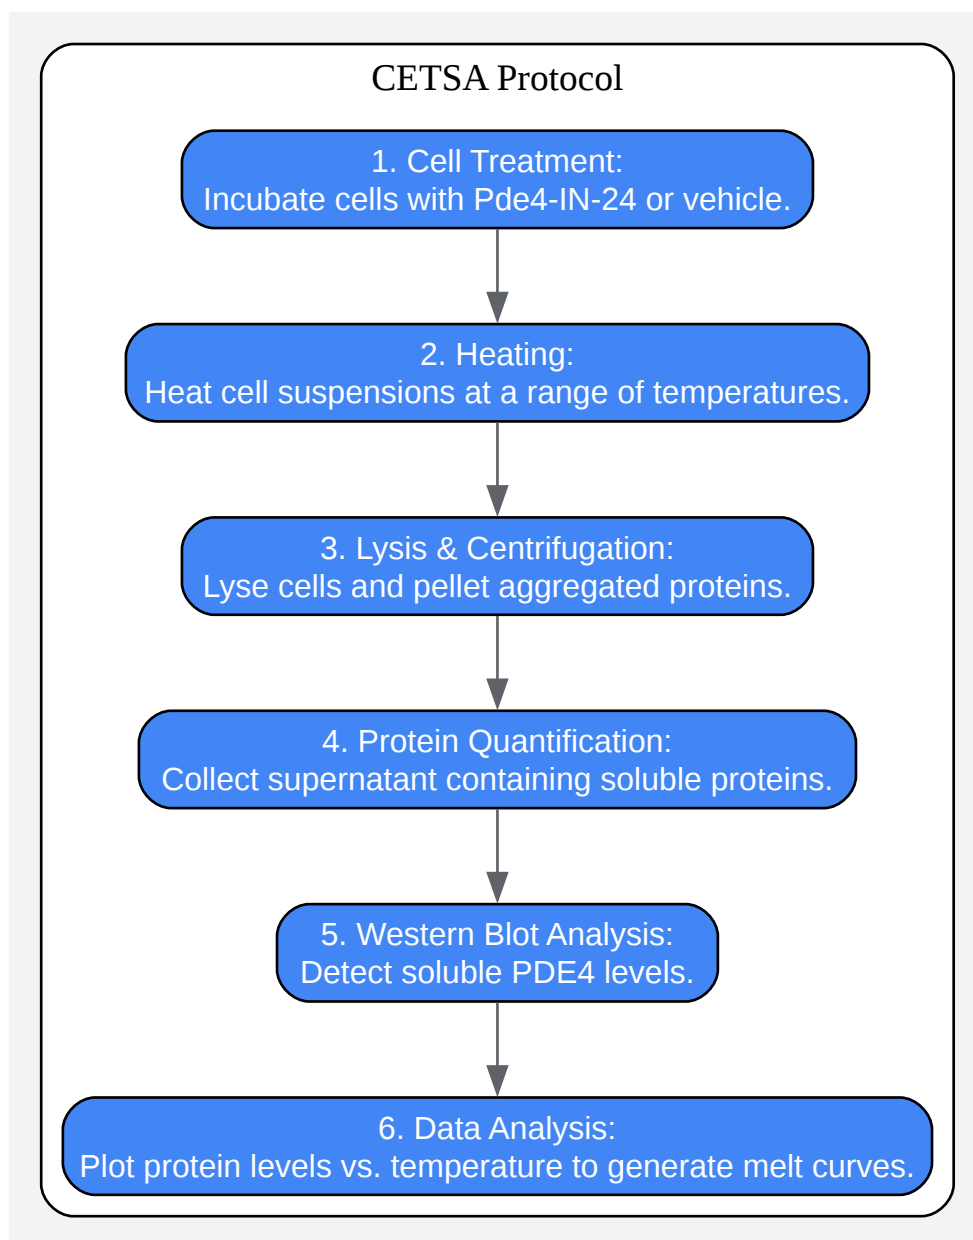 CETSA Protocol
1. Cell Treatment:
Incubate cells with Pde4-IN-24 or vehicle.
2. Heating:
Heat cell suspensions at a range of temperatures.
3. Lysis & Centrifugation:
Lyse cells and pellet aggregated proteins.
4. Protein Quantification:
Collect supernatant containing soluble proteins.
5. Western Blot Analysis:
Detect soluble PDE4 levels.
6. Data Analysis:
Plot protein levels vs. temperature to generate melt curves.